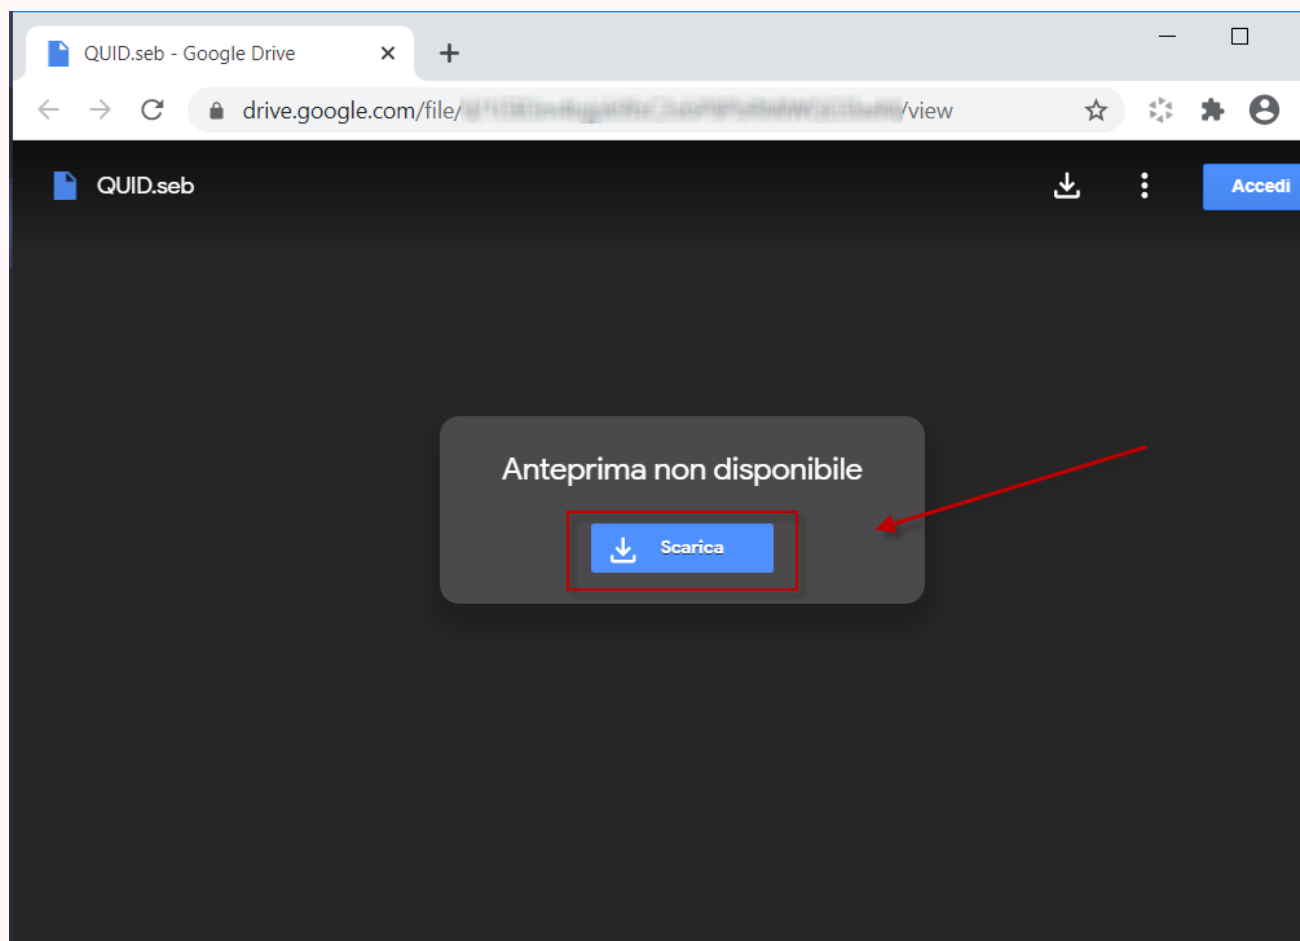 QUID.seb - Google Drive
drive.google.com/file/ /view
QUID.seb
Accedi
Anteprima non disponibile
Scarica